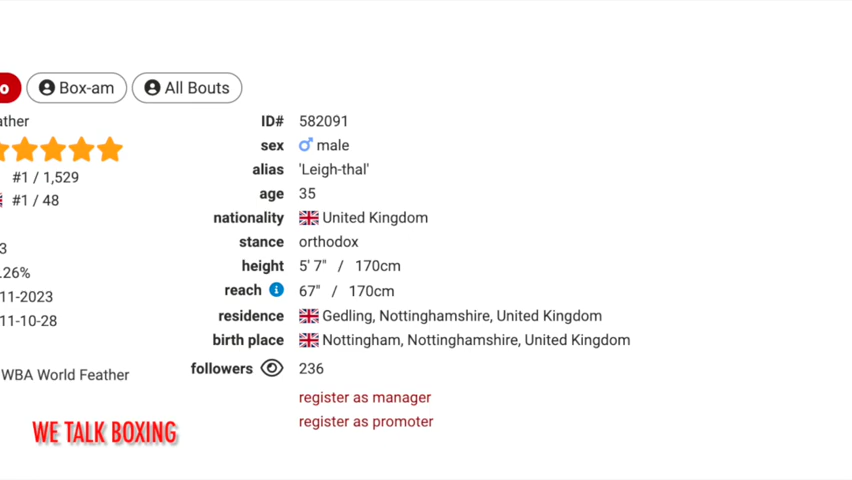 o Box-am All Bouts
ather
#1 / 1,529
#1 / 48
3
.26%
11-2023
11-10-28
WBA World Feather
ID# 582091
sex male
alias 'Leigh-thal'
age 35
nationality United Kingdom
stance orthodox
height 5' 7" / 170cm
reach 67" / 170cm
residence Gedling, Nottinghamshire, United Kingdom
birth place Nottingham, Nottinghamshire, United Kingdom
followers 236
register as manager
register as promoter
WE TALK BOXING